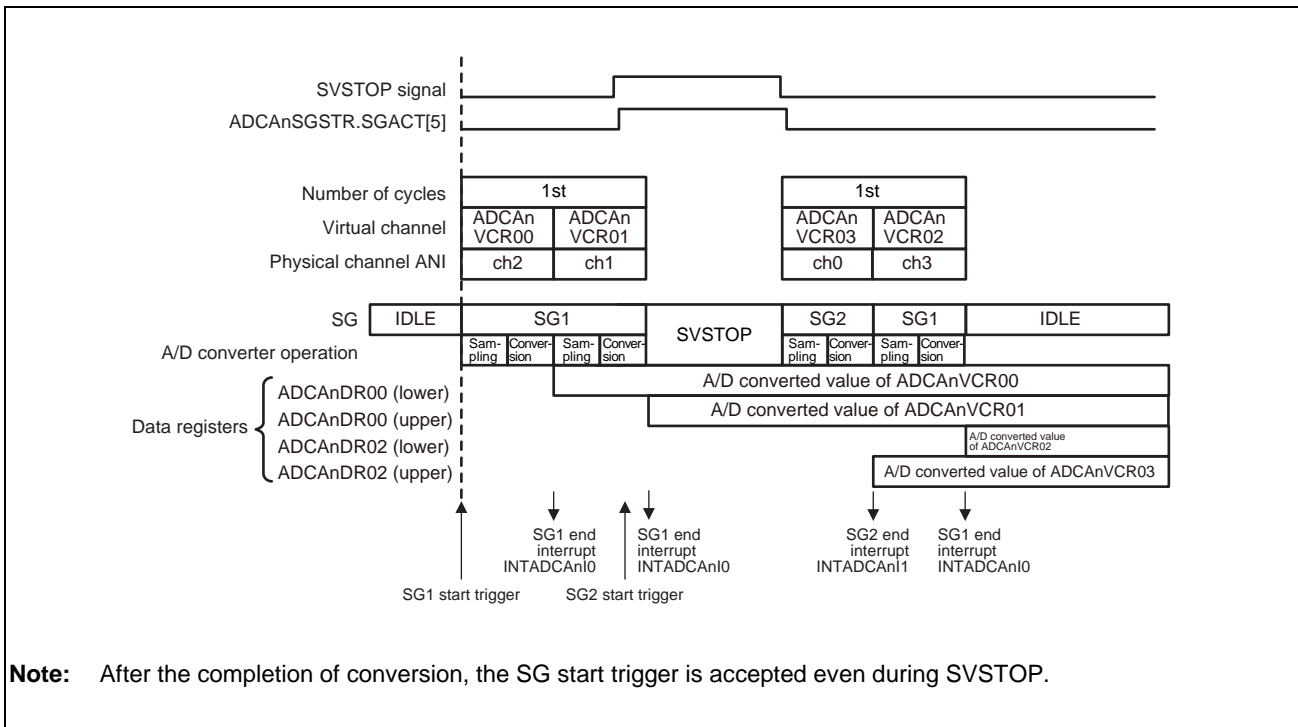 SVSTOP signal
ADCAnSGSTR.SGACT[5]
Number of cycles 1st 1st
Virtual channel ADCAn VCR00 ADCAn VCR01 ADCAn VCR03 ADCAn VCR02
Physical channel ANI ch2 ch1 ch0 ch3
SG IDLE SG1 SVSTOP SG2 SG1 IDLE
A/D converter operation Sam-pling Conver-sion Sam-pling Conver-sion Sam-pling Conver-sion Sam-pling Conver-sion
Data registers
ADCAnDR00 (lower) A/D converted value of ADCAnVCR00
ADCAnDR00 (upper) A/D converted value of ADCAnVCR01
ADCAnDR02 (lower) A/D converted value of ADCAnVCR02
ADCAnDR02 (upper) A/D converted value of ADCAnVCR03
SG1 end SG1 end SG2 end SG1 end
interrupt interrupt interrupt interrupt
INTADCAnI0 INTADCAnI0 INTADCAnI1 INTADCAnI0
SG1 start trigger SG2 start trigger
Note: After the completion of conversion, the SG start trigger is accepted even during SVSTOP.